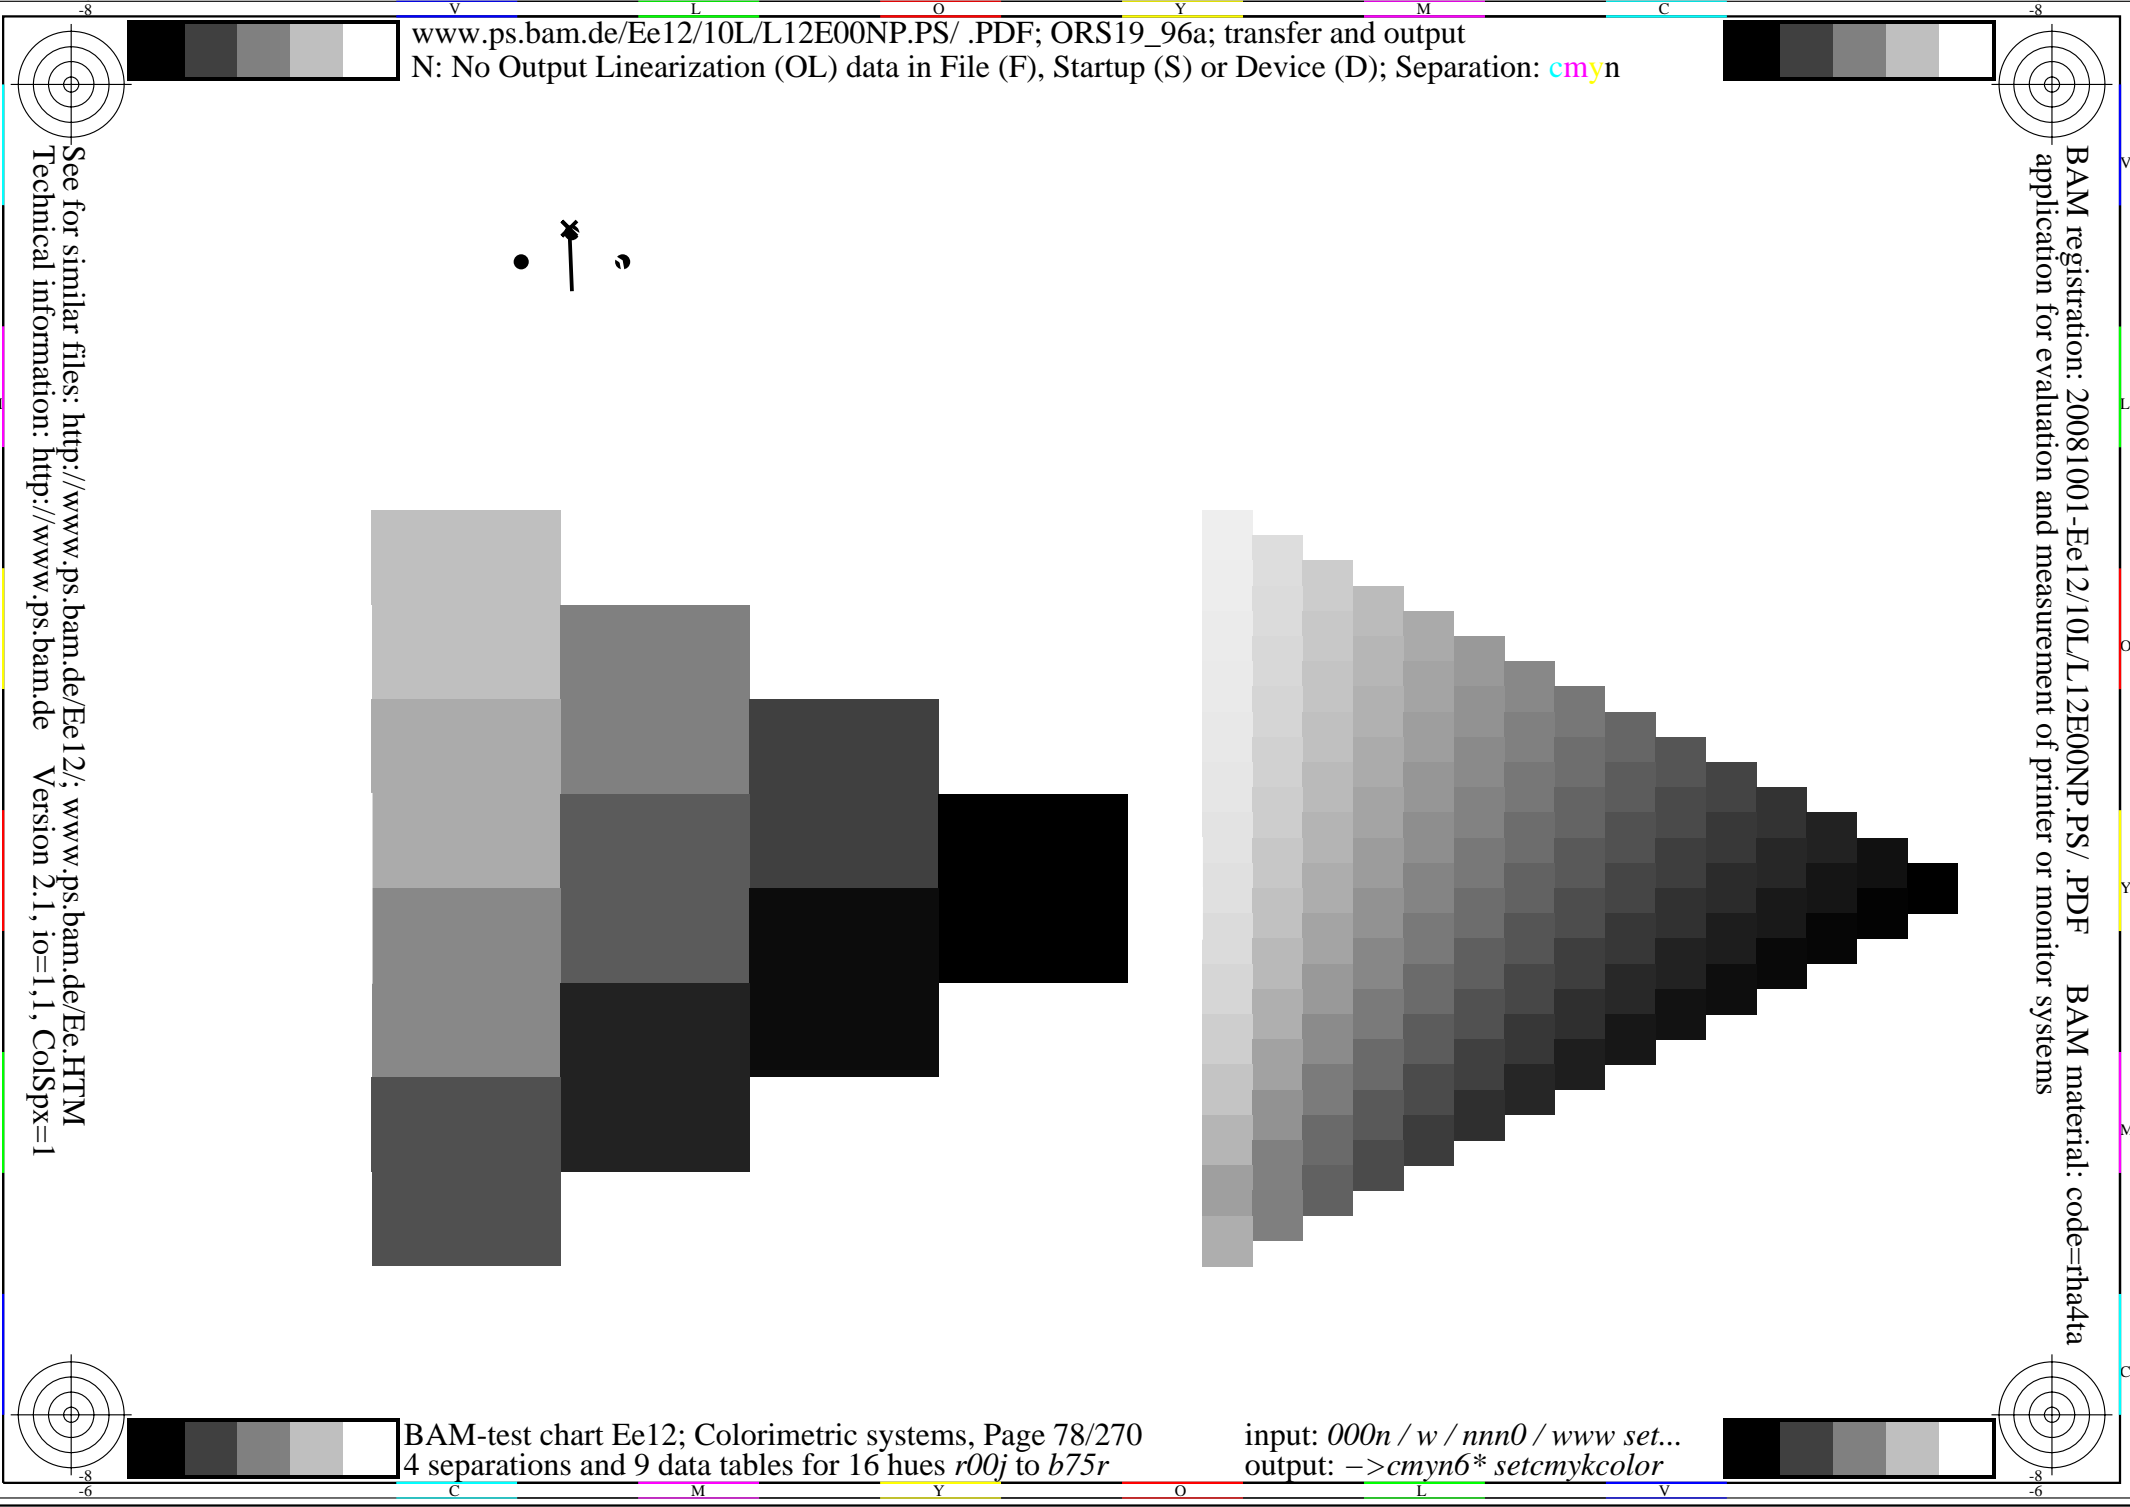 -8 V L O Y M C -8
www.ps.bam.de/Ee12/10L/L12E00NP.PS/ .PDF; ORS19_96a; transfer and output
N: No Output Linearization (OL) data in File (F), Startup (S) or Device (D); Separation: cmyn
See for similar files: http://www.ps.bam.de/Ee12/; www.ps.bam.de/Ee.HTM
Technical information: http://www.ps.bam.de Version 2.1, io=1,1, ColSpx=1
BAM registration: 20081001-Ee12/10L/L12E00NP.PS/ .PDF BAM material: code=rha4ta
application for evaluation and measurement of printer or monitor systems
V
L
O
Y
M
C
BAM-test chart Ee12; Colorimetric systems, Page 78/270
4 separations and 9 data tables for 16 hues r00j to b75r
input: 000n / w / nnn0 / www set...
output: −>cmyn6* setcmykcolor
-8 -8
-6 C M Y O L V -6